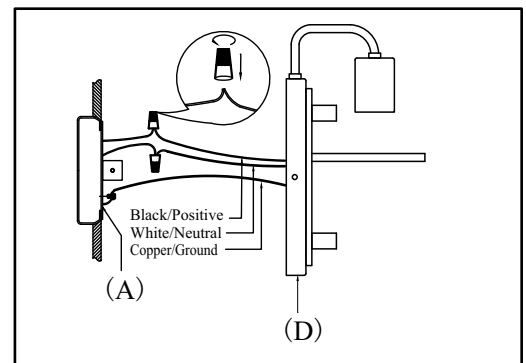 Black/Positive
White/Neutral
Copper/Ground
(A)
(D)